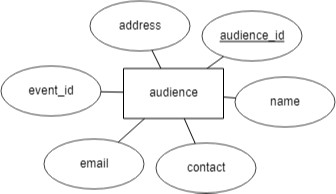 address
audience_id
event_id
audience
name
email
contact